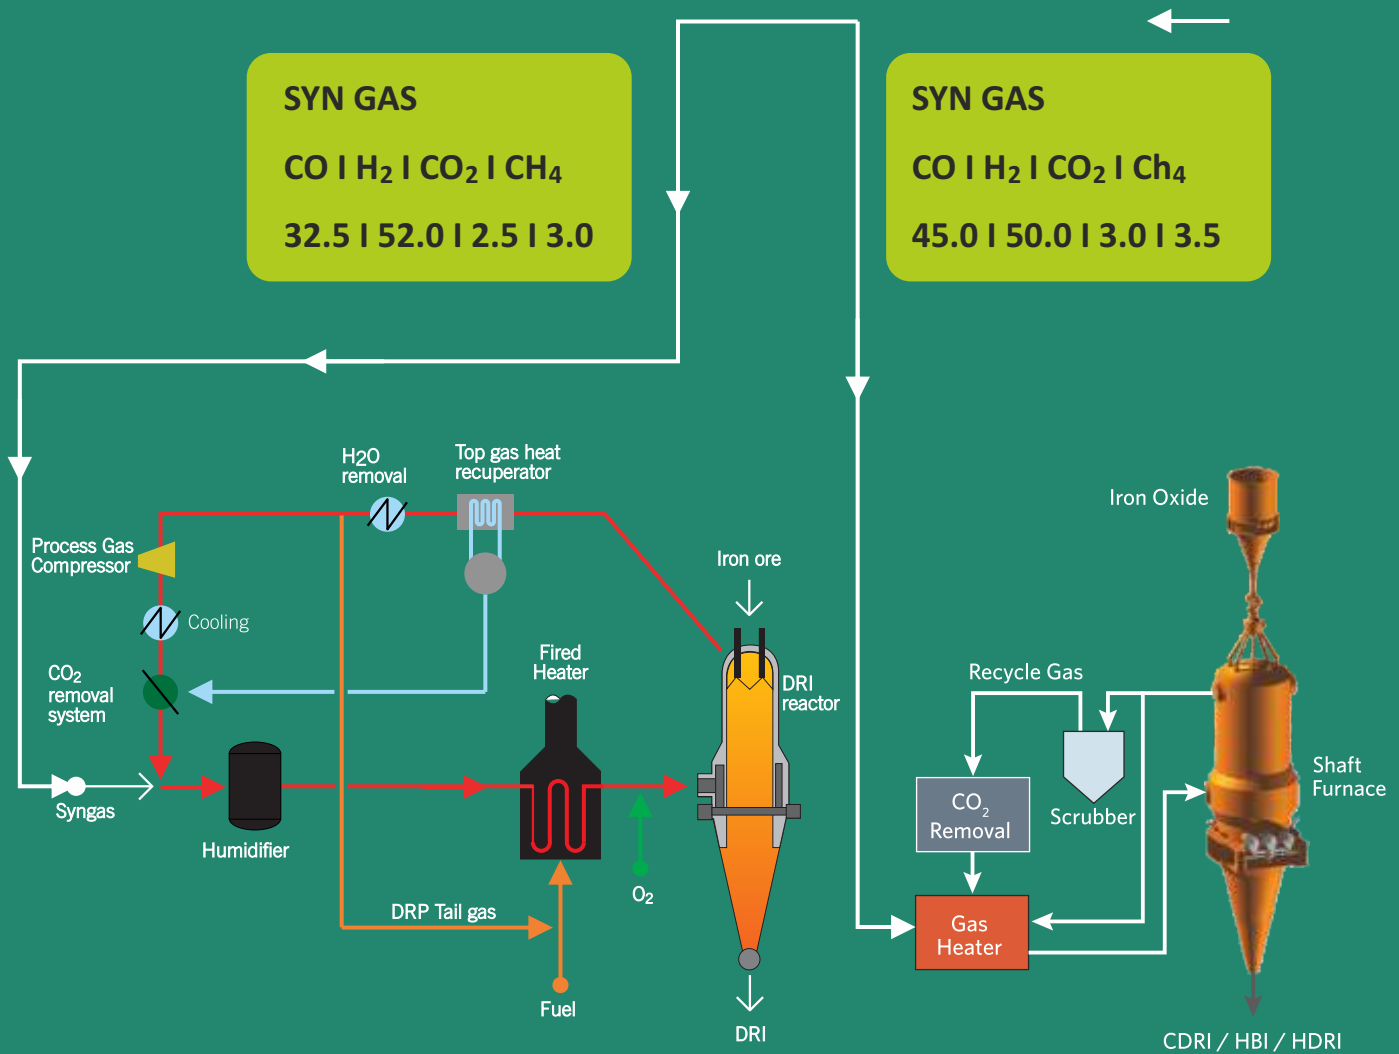 SYN GAS
CO I H₂ I CO₂ I CH₄
32.5 I 52.0 I 2.5 I 3.0
SYN GAS
CO I H₂ I CO₂ I Ch₄
45.0 I 50.0 I 3.0 I 3.5
H2O
removal
Top gas heat
recuperator
Process Gas
Compressor
Cooling
CO₂
removal
system
Syngas
Humidifier
Fired
Heater
Iron ore
DRI
reactor
O₂
DRP Tail gas
Fuel
DRI
Iron Oxide
Recycle Gas
CO₂
Removal
Scrubber
Shaft
Furnace
Gas
Heater
CDRI / HBI / HDRI